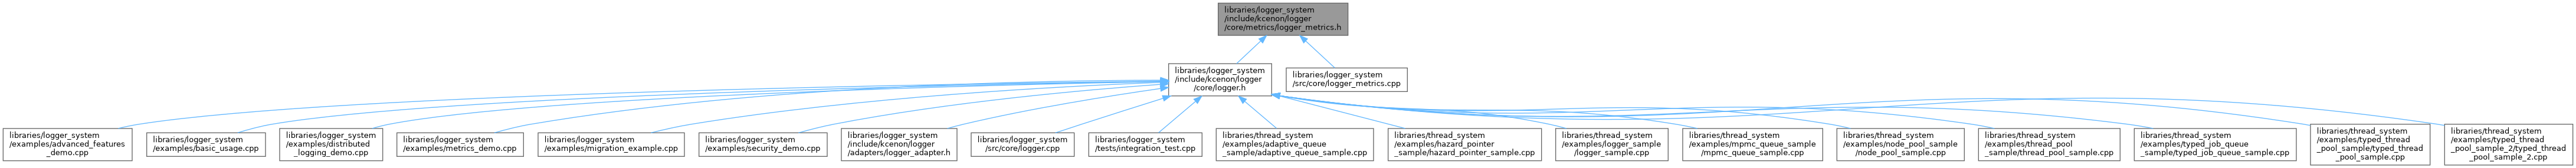 libraries/logger_system
/include/kcenon/logger
/core/metrics/logger_metrics.h
libraries/logger_system
/include/kcenon/logger
/core/logger.h
libraries/logger_system
/src/core/logger_metrics.cpp
libraries/logger_system
/examples/advanced_features
_demo.cpp
libraries/logger_system
/examples/basic_usage.cpp
libraries/logger_system
/examples/distributed
_logging_demo.cpp
libraries/logger_system
/examples/metrics_demo.cpp
libraries/logger_system
/examples/migration_example.cpp
libraries/logger_system
/examples/security_demo.cpp
libraries/logger_system
/include/kcenon/logger
/adapters/logger_adapter.h
libraries/logger_system
/src/core/logger.cpp
libraries/logger_system
/tests/integration_test.cpp
libraries/thread_system
/examples/adaptive_queue
_sample/adaptive_queue_sample.cpp
libraries/thread_system
/examples/hazard_pointer
_sample/hazard_pointer_sample.cpp
libraries/thread_system
/examples/logger_sample
/logger_sample.cpp
libraries/thread_system
/examples/mpmc_queue_sample
/mpmc_queue_sample.cpp
libraries/thread_system
/examples/node_pool_sample
/node_pool_sample.cpp
libraries/thread_system
/examples/thread_pool
_sample/thread_pool_sample.cpp
libraries/thread_system
/examples/typed_job_queue
_sample/typed_job_queue_sample.cpp
libraries/thread_system
/examples/typed_thread
_pool_sample/typed_thread
_pool_sample.cpp
libraries/thread_system
/examples/typed_thread
_pool_sample_2/typed_thread
_pool_sample_2.cpp